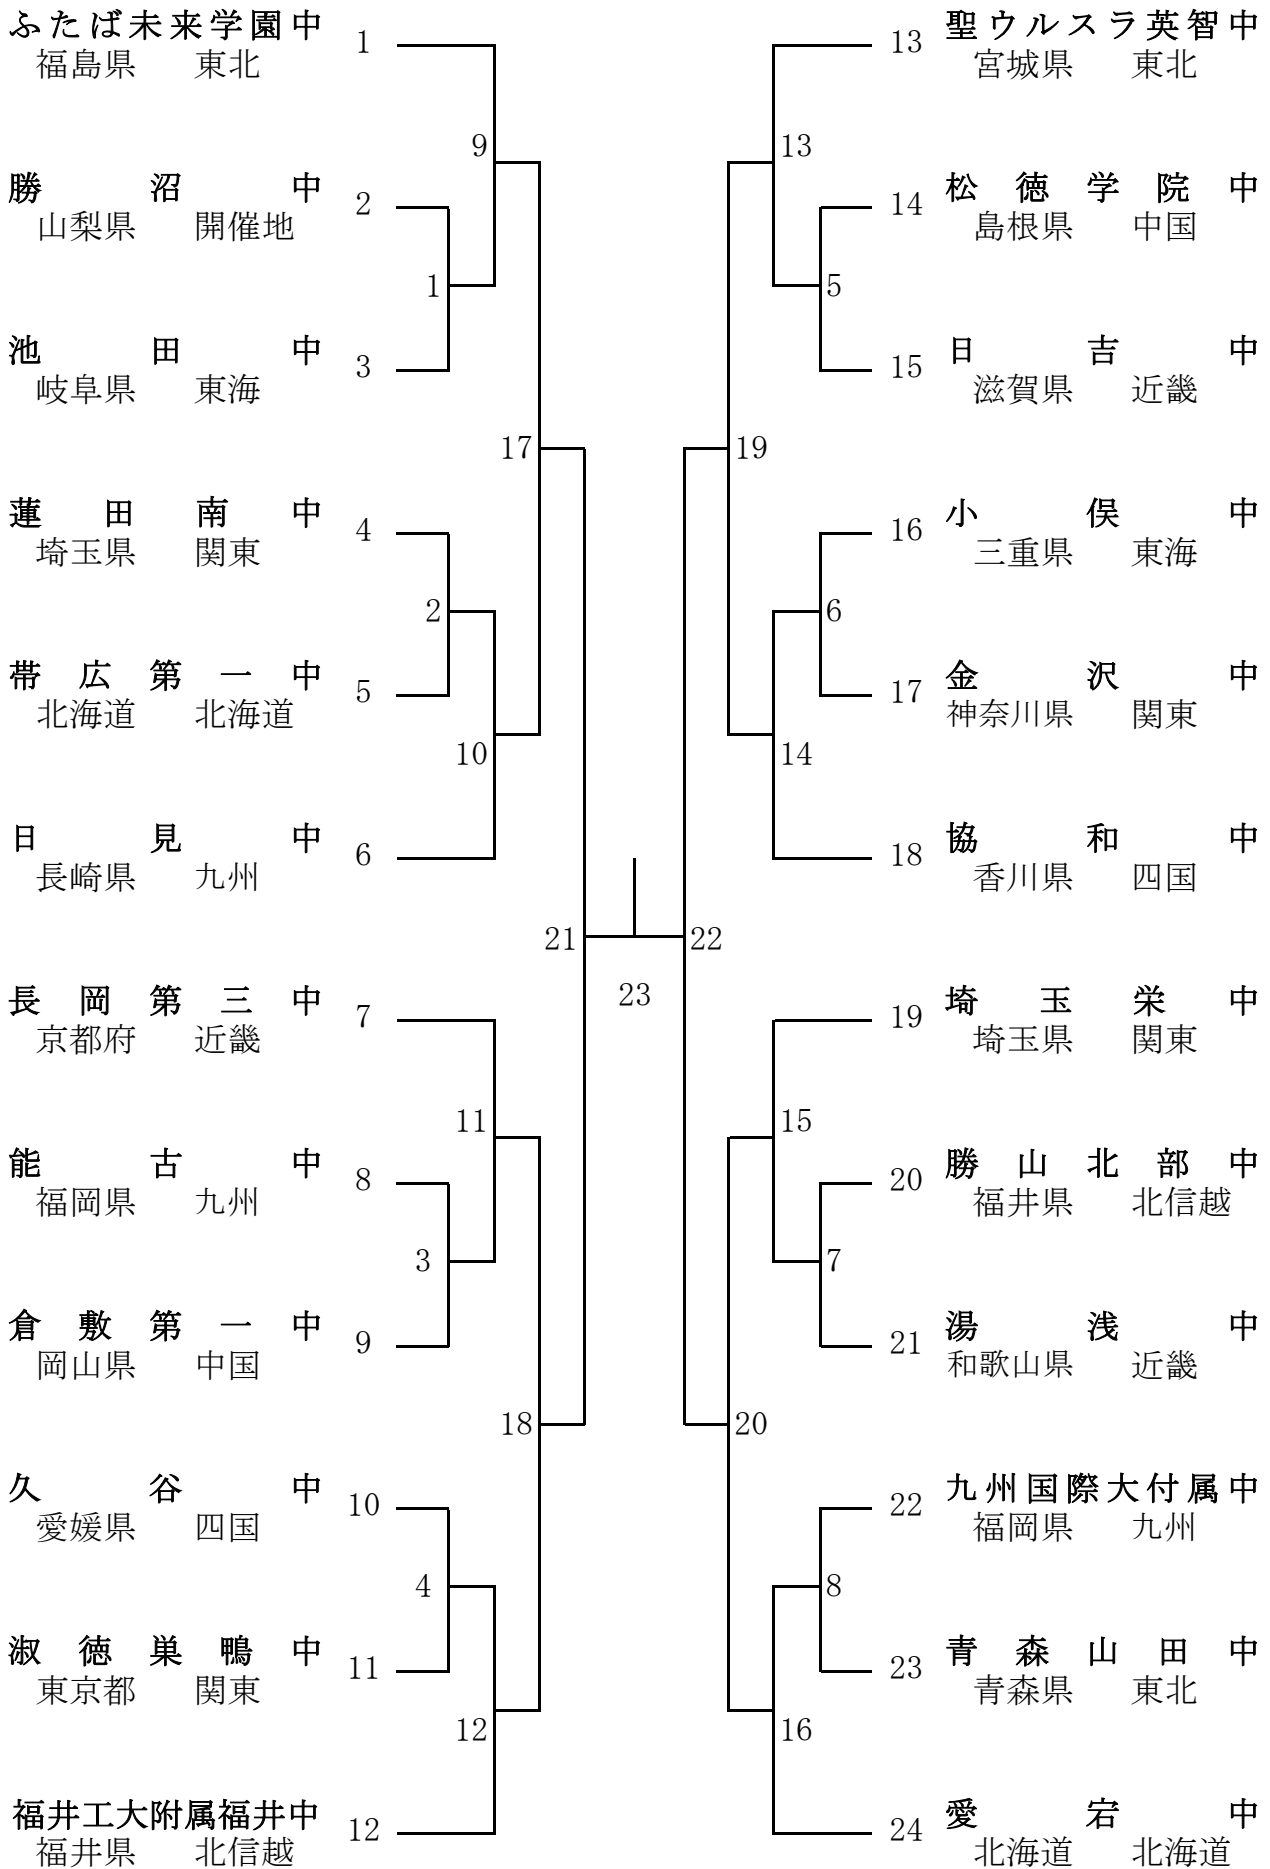 ふたば未来学園中
1
福島県 東北
9
勝沼中
2
山梨県 開催地
1
池田中
3
岐阜県 東海
17
蓮田南中
4
埼玉県 関東
2
帯広第一中
5
北海道 北海道
10
日見中
6
長崎県 九州
21
長岡第三中
7
京都府 近畿
11
能古中
8
福岡県 九州
3
倉敷第一中
9
岡山県 中国
18
久谷中
10
愛媛県 四国
4
淑徳巣鴨中
11
東京都 関東
12
福井工大附属福井中
12
福井県 北信越
23
13
聖ウルスラ英智中
宮城県 東北
13
14
松徳学院中
島根県 中国
5
15
日吉中
滋賀県 近畿
19
16
小俣中
三重県 東海
6
17
金沢中
神奈川県 関東
14
18
協和中
香川県 四国
22
19
埼玉栄中
埼玉県 関東
15
20
勝山北部中
福井県 北信越
7
21
湯浅中
和歌山県 近畿
20
22
九州国際大付属中
福岡県 九州
8
23
青森山田中
青森県 東北
16
24
愛宕中
北海道 北海道